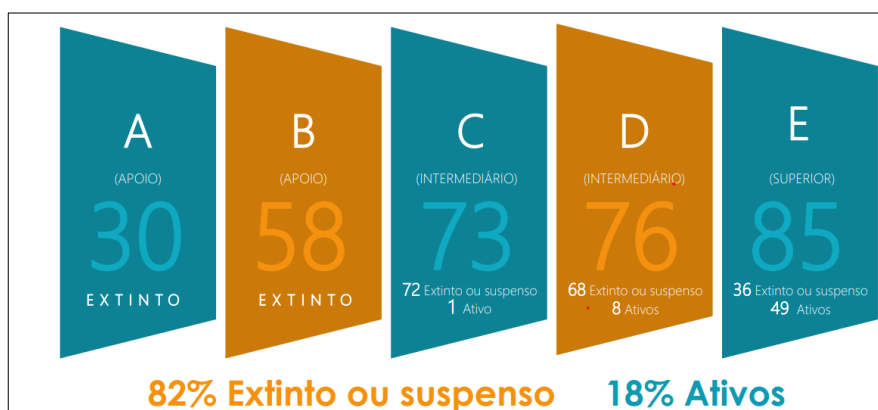 A
(APOIO)
30
EXTINTO
B
(APOIO)
58
EXTINTO
C
(INTERMEDIÁRIO)
73
72 Extinto ou suspenso
1 Ativo
D
(INTERMEDIÁRIO)
76
68 Extinto ou suspenso
8 Ativos
E
(SUPERIOR)
85
36 Extinto ou suspenso
49 Ativos
82% Extinto ou suspenso 18% Ativos